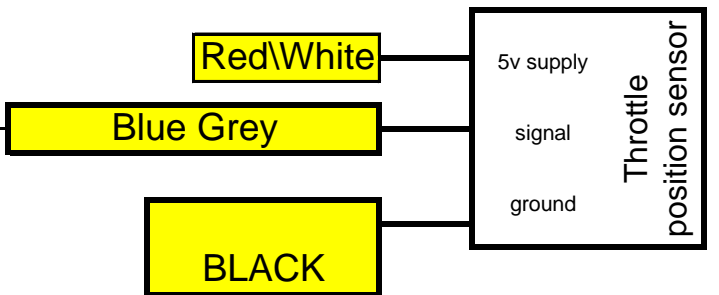 Red\White
5v supply
Blue Grey
signal
BLACK
ground
Throttle
position sensor